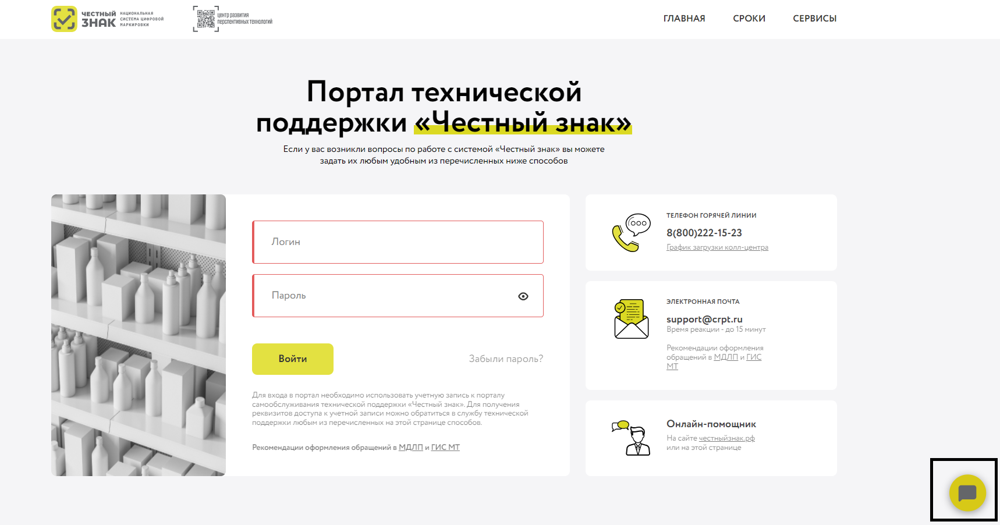 ЧЕСТНЫЙ
ЗНАК
НАЦИОНАЛЬНАЯ
СИСТЕМА ЦИФРОВОЙ
МАРКИРОВКИ
центр развития
перспективных технологий
ГЛАВНАЯ СРОКИ СЕРВИСЫ
Портал технической
поддержки «Честный знак»
Если у вас возникли вопросы по работе с системой «Честный знак» вы можете
задать их любым удобным из перечисленных ниже способов
Логин
Пароль
Войти
Забыли пароль?
Для входа в портал необходимо использовать учетную запись к порталу
самообслуживания технической поддержки «Честный знак». Для получения
реквизитов доступа к учетной записи можно обратиться в службу технической
поддержки любым из перечисленных на этой странице способов.
Рекомендации оформления обращений в МДЛП и ГИС МТ
ТЕЛЕФОН ГОРЯЧЕЙ ЛИНИИ
8(800)222-15-23
График загрузки колл-центра
ЭЛЕКТРОННАЯ ПОЧТА
support@crpt.ru
Время реакции - до 15 минут
Рекомендации оформления
обращений в МДЛП и ГИС
МТ
Онлайн-помощник
На сайте честныйзнак.рф
или на этой странице